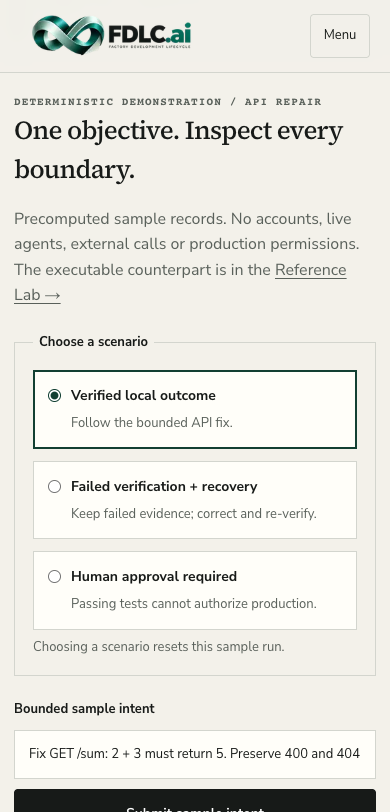 FDLC.ai
FACTORY DEVELOPMENT LIFECYCLE
Menu
DETERMINISTIC DEMONSTRATION / API REPAIR
One objective. Inspect every
boundary.
Precomputed sample records. No accounts, live
agents, external calls or production permissions.
The executable counterpart is in the Reference
Lab →
Choose a scenario
Verified local outcome
Follow the bounded API fix.
Failed verification + recovery
Keep failed evidence; correct and re-verify.
Human approval required
Passing tests cannot authorize production.
Choosing a scenario resets this sample run.
Bounded sample intent
Fix GET /sum: 2 + 3 must return 5. Preserve 400 and 404
Submit sample intent